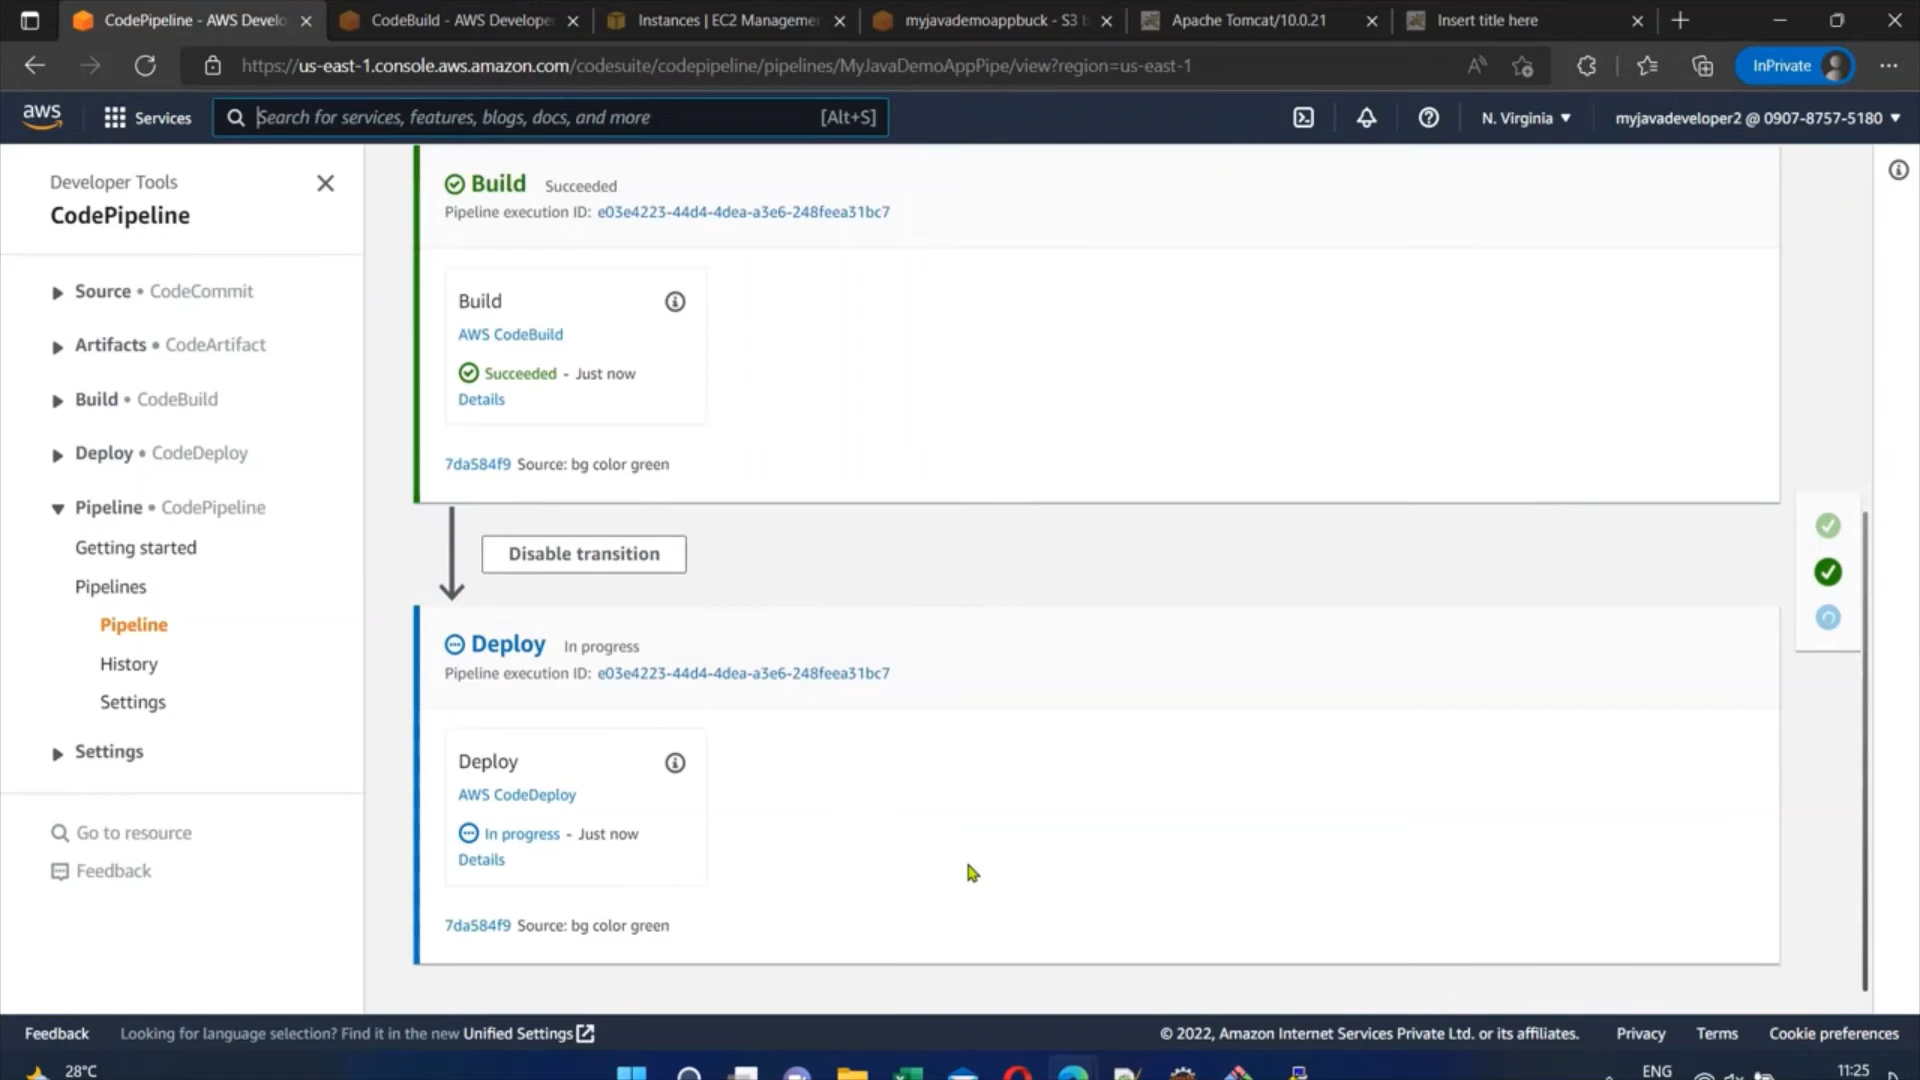 CodePipeline - AWS Develo
CodeBuild - AWS Develope
Instances | EC2 Manageme
myjavademoappbuck - S3 b
Apache Tomcat/10.0.21
Insert title here
https://us-east-1.console.aws.amazon.com/codesuite/codepipeline/pipelines/MyJavaDemoAppPipe/view?region=us-east-1
InPrivate
aws
Services
Search for services, features, blogs, docs, and more
[Alt+S]
N. Virginia
myjavadeveloper2 @ 0907-8757-5180
Developer Tools
CodePipeline
Source • CodeCommit
Artifacts • CodeArtifact
Build • CodeBuild
Deploy • CodeDeploy
Pipeline • CodePipeline
Getting started
Pipelines
Pipeline
History
Settings
Settings
Go to resource
Feedback
Build Succeeded
Pipeline execution ID: e03e4223-44d4-4dea-a3e6-248feea31bc7
Build
AWS CodeBuild
Succeeded - Just now
Details
7da584f9 Source: bg color green
Disable transition
Deploy In progress
Pipeline execution ID: e03e4223-44d4-4dea-a3e6-248feea31bc7
Deploy
AWS CodeDeploy
In progress - Just now
Details
7da584f9 Source: bg color green
Feedback
Looking for language selection? Find it in the new Unified Settings
© 2022, Amazon Internet Services Private Ltd. or its affiliates.
Privacy
Terms
Cookie preferences
28°C
ENG
11:25